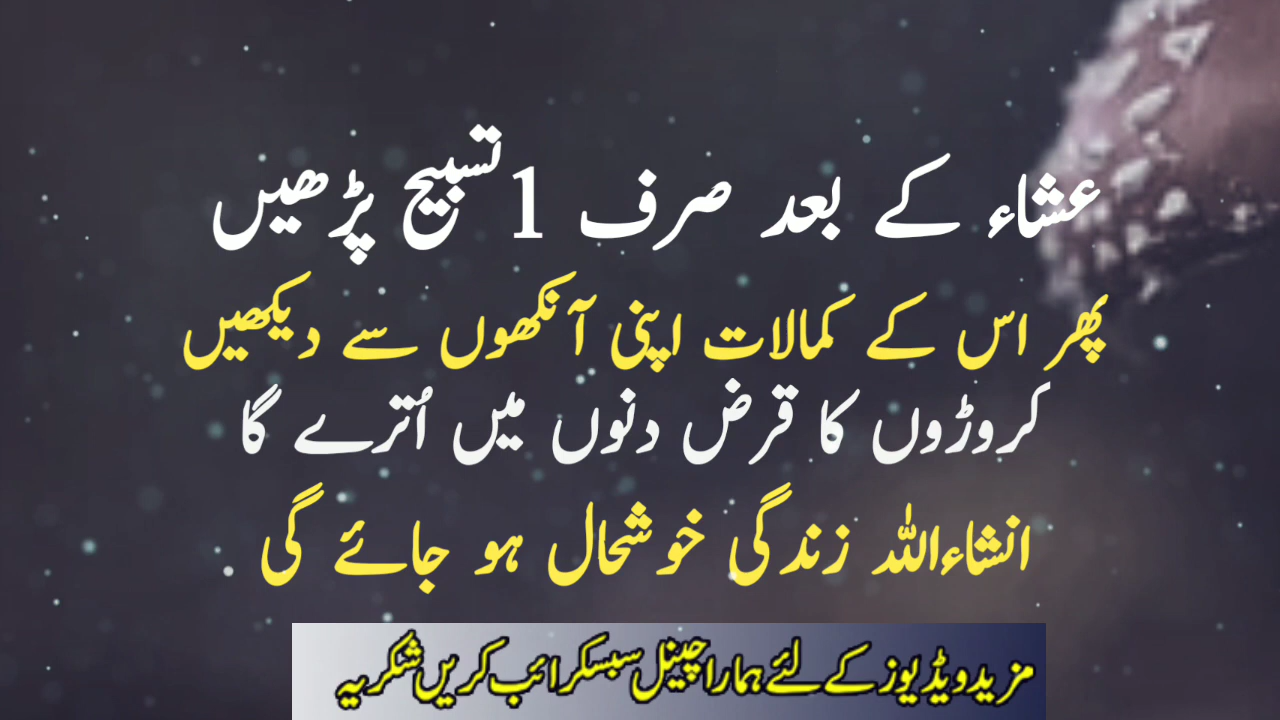 عشاء کے بعد صرف 1 تسبیح پڑھیں
پھر اس کے کمالات اپنی آنکھوں سے دیکھیں
کروڑوں کا قرض دنوں میں اُترے گا
انشاءاللہ زندگی خوشحال ہو جائے گی
مزید ویڈیوز کے لئے ہمارا چینل سبسکرائب کریں شکریہ